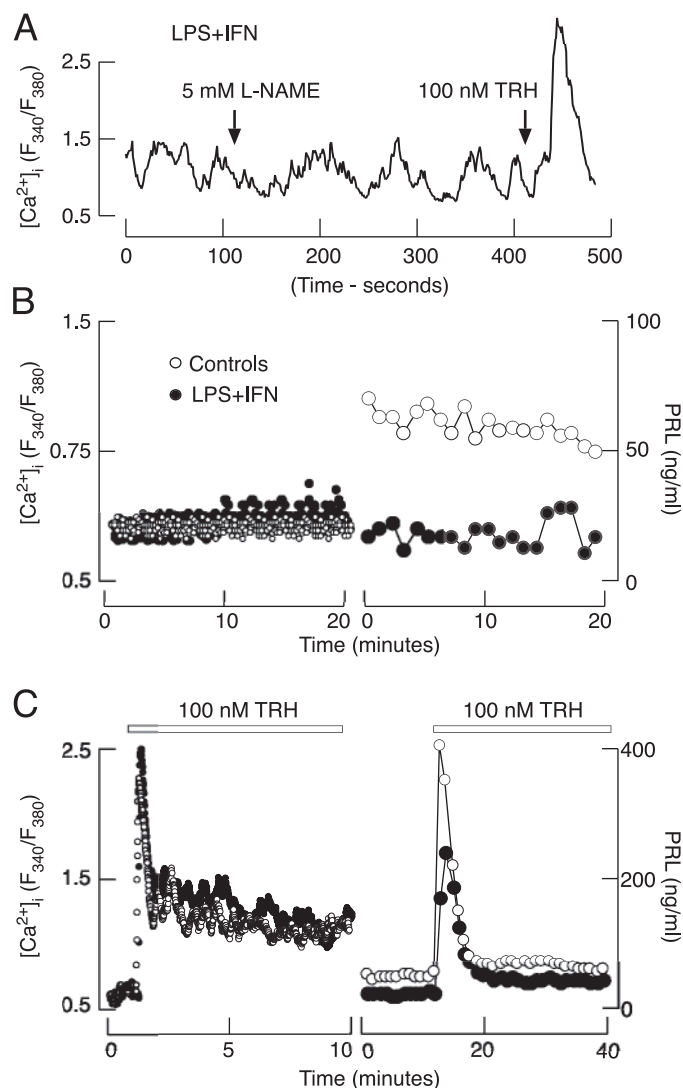 A
LPS+IFN
5 mM L-NAME
100 nM TRH
[Ca2+]i (F340/F380)
2.5
1.5
0.5
0 100 200 300 400 500
(Time - seconds)
B
Controls
LPS+IFN
[Ca2+]i (F340/F380)
1.5
0.75
0.5
100
50
0
PRL (ng/ml)
0 10 20 0 10 20
Time (minutes)
C
100 nM TRH 100 nM TRH
[Ca2+]i (F340/F380)
2.5
1.5
0.5
400
200
0
PRL (ng/ml)
0 5 10 0 20 40
Time (minutes)